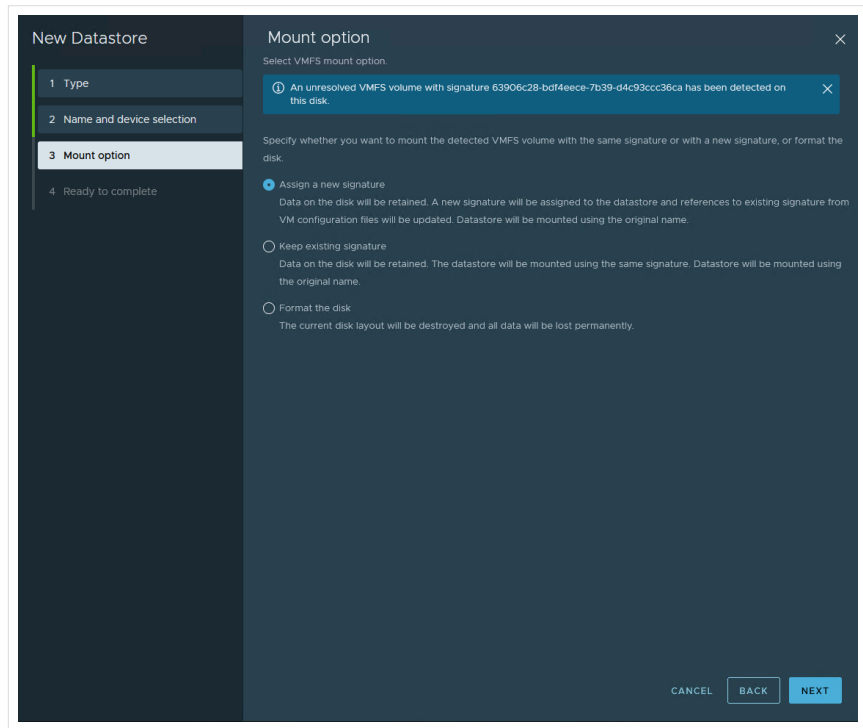 New Datastore
1 Type
2 Name and device selection
3 Mount option
4 Ready to complete
Mount option
Select VMFS mount option.
An unresolved VMFS volume with signature 63906c28-bdf4eece-7b39-d4c93ccc36ca has been detected on
this disk.
Specify whether you want to mount the detected VMFS volume with the same signature or with a new signature, or format the
disk.
Assign a new signature
Data on the disk will be retained. A new signature will be assigned to the datastore and references to existing signature from
VM configuration files will be updated. Datastore will be mounted using the original name.
Keep existing signature
Data on the disk will be retained. The datastore will be mounted using the same signature. Datastore will be mounted using
the original name.
Format the disk
The current disk layout will be destroyed and all data will be lost permanently.
CANCEL BACK NEXT